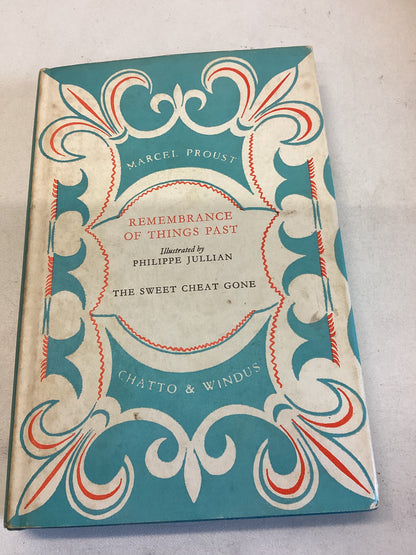 MARCEL PROUST
REMEMBRANCE
OF THINGS PAST
Illustrated by
PHILIPPE JULLIAN
THE SWEET CHEAT GONE
CHATTO & WINDUS